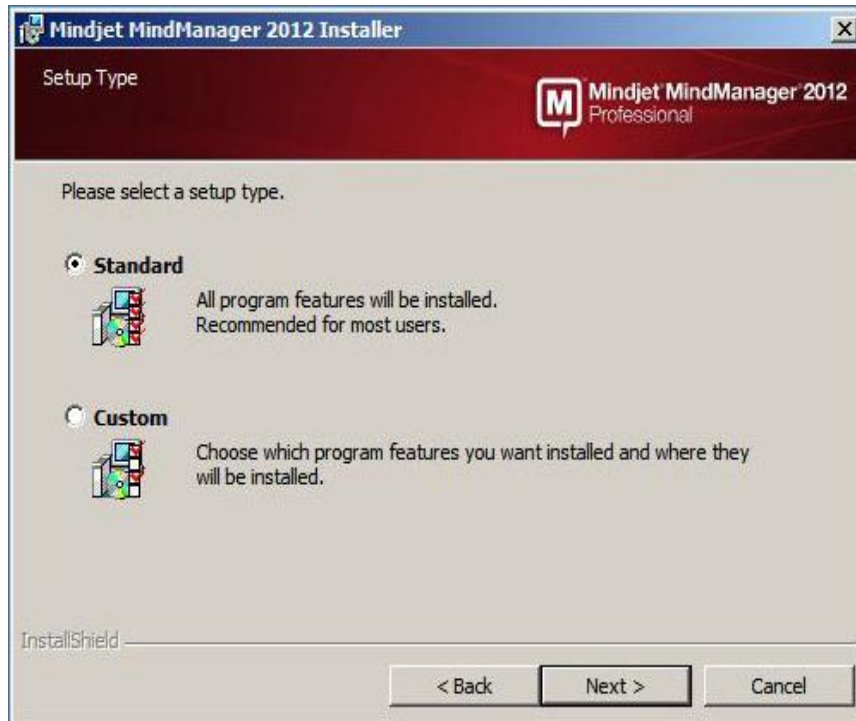 Mindjet MindManager 2012 Installer
Setup Type
Mindjet MindManager 2012
Professional
Please select a setup type.
Standard
All program features will be installed.
Recommended for most users.
Custom
Choose which program features you want installed and where they
will be installed.
InstallShield
< Back Next > Cancel